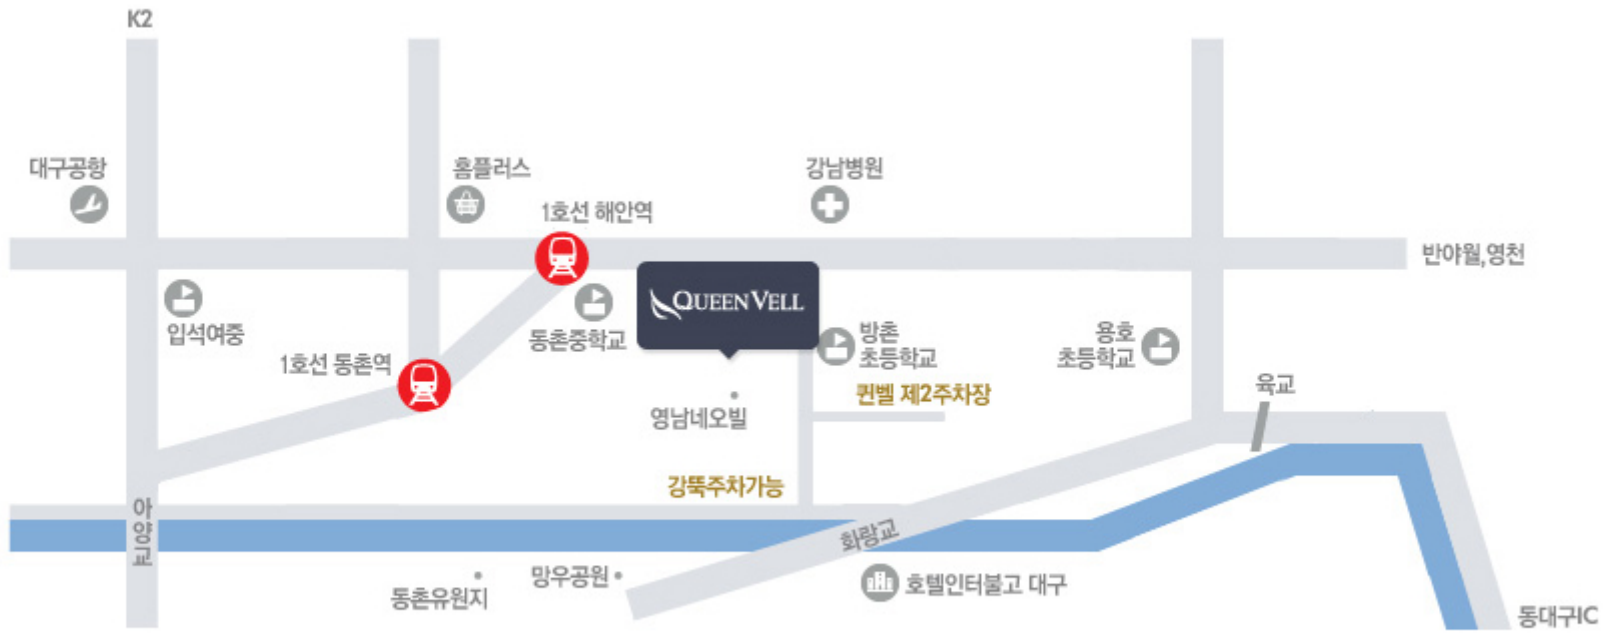 K2
대구공항
홈플러스
강남병원
1호선 해안역
반야월,영천
QUEENVELL
입석여중
동촌중학교
방촌
초등학교
용호
초등학교
1호선 동촌역
육교
퀸벨 제2주차장
영남네오빌
강뚝주차가능
아
양
교
화랑교
망우공원
동촌유원지
호텔인터불고 대구
동대구IC